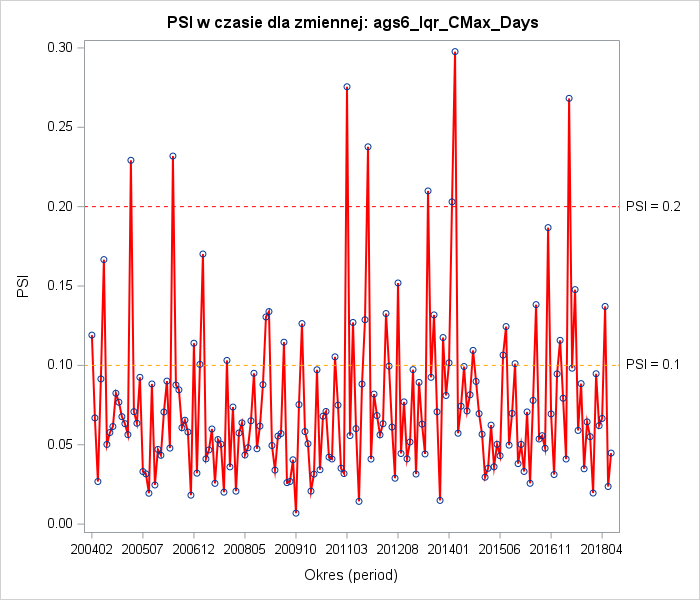 PSI w czasie dla zmiennej: ags6_Iqr_CMax_Days
0.30
0.25
0.20
0.15
0.10
0.05
0.00
PSI
PSI = 0.2
PSI = 0.1
200402 200507 200612 200805 200910 201103 201208 201401 201506 201611 201804
Okres (period)